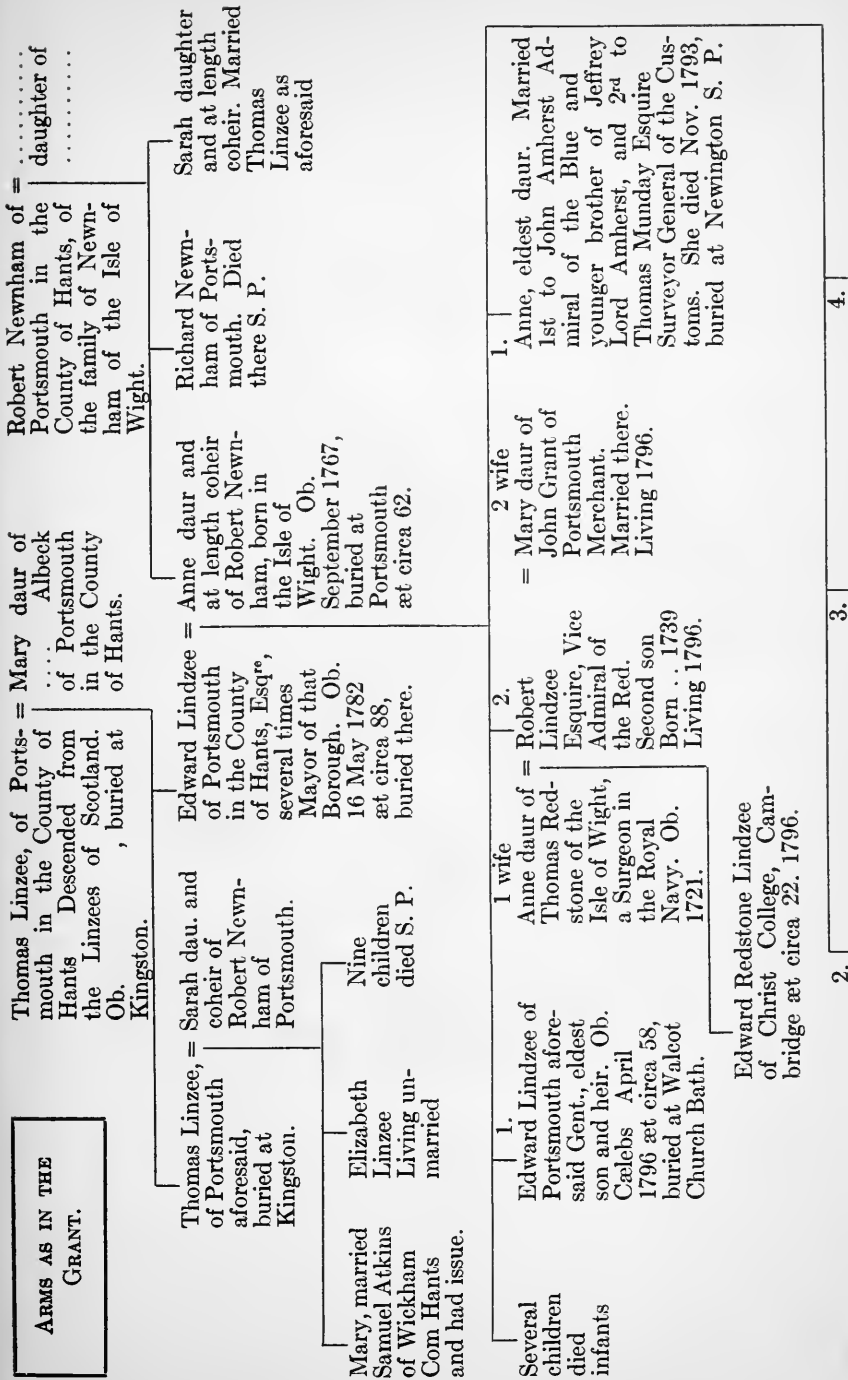 ARMS AS IN THE
GRANT.
Thomas Linzee, of Ports-
mouth in the County of
Hants Descended from
the Linzees of Scotland.
Ob. , buried at
Kingston.
= Mary daur of
.... Albeck
of Portsmouth
in the County
of Hants.
Robert Newnham of
Portsmouth in the
County of Hants, of
the family of Newn-
ham of the Isle of
Wight.
= ..........
daughter of
.........
Thomas Linzee,
of Portsmouth
aforesaid,
buried at
Kingston.
= Sarah dau. and
coheir of
Robert Newn-
ham of
Portsmouth.
Edward Lindzee
of Portsmouth
in the County
of Hants, Esqre,
several times
Mayor of that
Borough. Ob.
16 May 1782
æt circa 88,
buried there.
= Anne daur and
at length coheir
of Robert Newn-
ham, born in
the Isle of
Wight. Ob.
September 1767,
buried at
Portsmouth
æt circa 62.
Richard Newn-
ham of Ports-
mouth. Died
there S. P.
Sarah daughter
and at length
coheir. Married
Thomas
Linzee as
aforesaid
Mary, married
Samuel Atkins
of Wickham
Com Hants
and had issue.
Elizabeth
Linzee
Living un-
married
Nine
children
died S. P.
Several
children
died
infants
1.
Edward Lindzee of
Portsmouth afore-
said Gent., eldest
son and heir. Ob.
Cælebs April
1796 æt circa 58,
buried at Walcot
Church Bath.
1 wife
Anne daur of
Thomas Red-
stone of the
Isle of Wight,
a Surgeon in
the Royal
Navy. Ob.
1721.
2.
= Robert
Lindzee
Esquire, Vice
Admiral of
the Red.
Second son
Born .. 1739
Living 1796.
2 wife
= Mary daur of
John Grant of
Portsmouth
Merchant.
Married there.
Living 1796.
1.
Anne, eldest daur. Married
1st to John Amherst Ad-
miral of the Blue and
younger brother of Jeffrey
Lord Amherst, and 2rd to
Thomas Munday Esquire
Surveyor General of the Cus-
toms. She died Nov. 1793,
buried at Newington S. P.
Edward Redstone Lindzee
of Christ College, Cam-
bridge æt circa 22. 1796.
2.
3.
4.